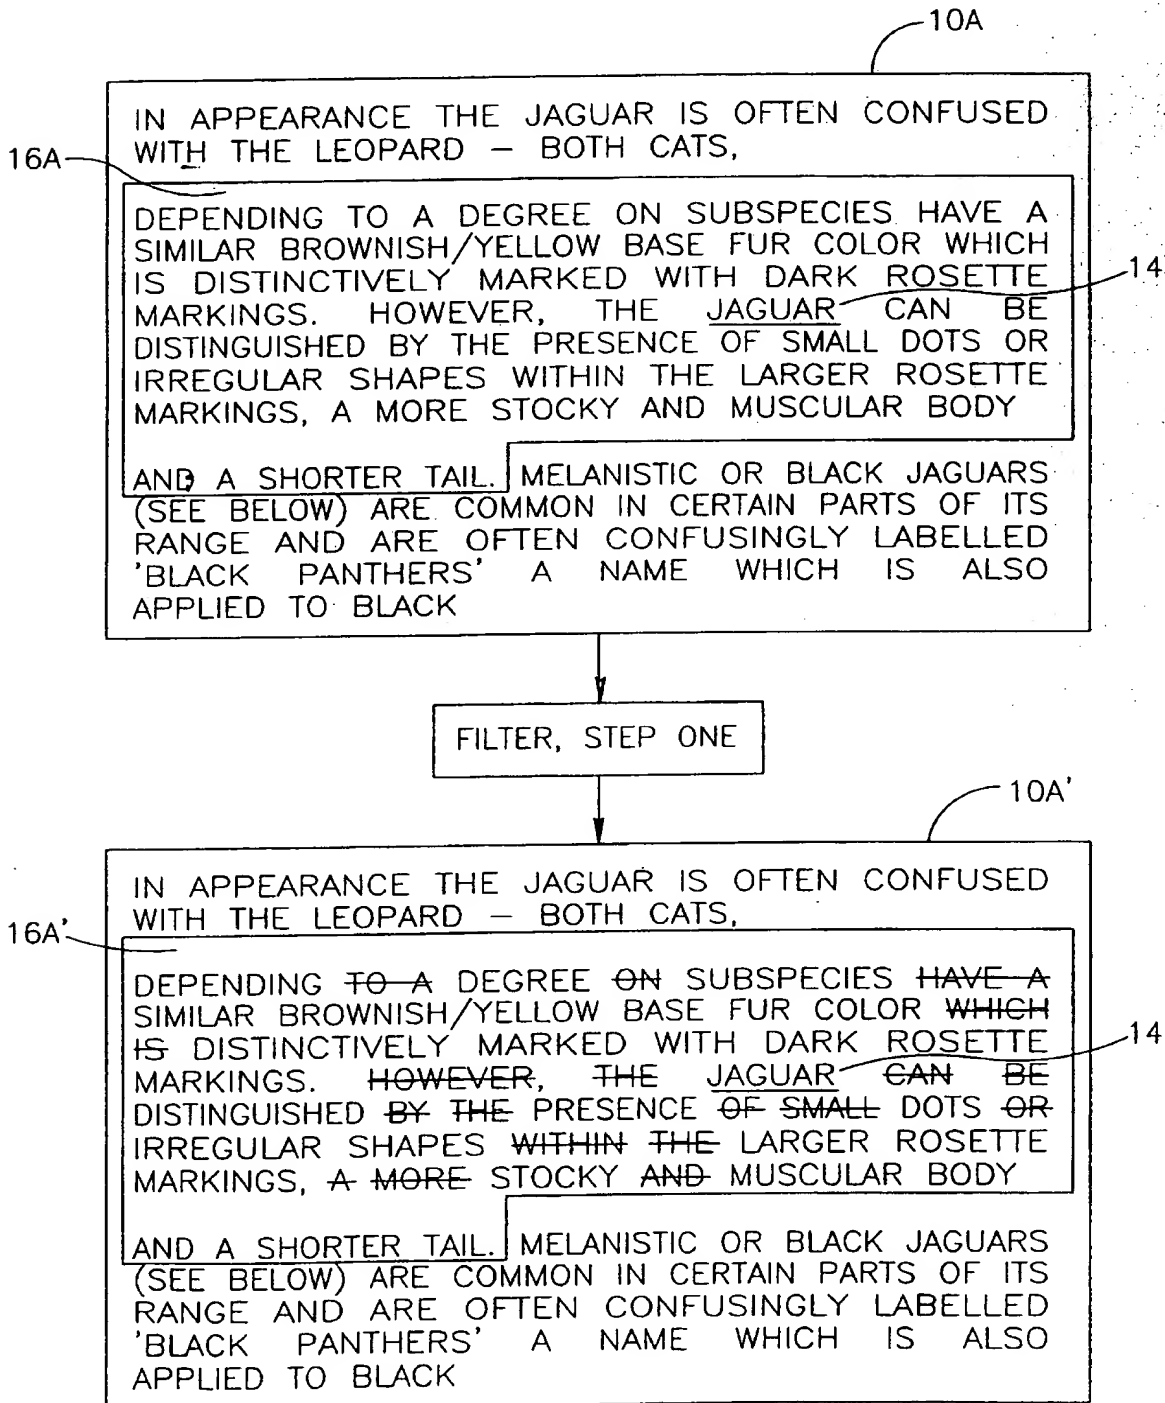 10A
IN APPEARANCE THE JAGUAR IS OFTEN CONFUSED
WITH THE LEOPARD – BOTH CATS,
16A
DEPENDING TO A DEGREE ON SUBSPECIES HAVE A
SIMILAR BROWNISH/YELLOW BASE FUR COLOR WHICH
IS DISTINCTIVELY MARKED WITH DARK ROSETTE
14
MARKINGS. HOWEVER, THE JAGUAR CAN BE
DISTINGUISHED BY THE PRESENCE OF SMALL DOTS OR
IRREGULAR SHAPES WITHIN THE LARGER ROSETTE
MARKINGS, A MORE STOCKY AND MUSCULAR BODY
AND A SHORTER TAIL. MELANISTIC OR BLACK JAGUARS
(SEE BELOW) ARE COMMON IN CERTAIN PARTS OF ITS
RANGE AND ARE OFTEN CONFUSINGLY LABELLED
'BLACK PANTHERS' A NAME WHICH IS ALSO
APPLIED TO BLACK
FILTER, STEP ONE
10A'
IN APPEARANCE THE JAGUAR IS OFTEN CONFUSED
WITH THE LEOPARD – BOTH CATS,
16A'
DEPENDING TO A DEGREE ON SUBSPECIES HAVE A
SIMILAR BROWNISH/YELLOW BASE FUR COLOR WHICH
IS DISTINCTIVELY MARKED WITH DARK ROSETTE
14
MARKINGS. HOWEVER, THE JAGUAR CAN BE
DISTINGUISHED BY THE PRESENCE OF SMALL DOTS OR
IRREGULAR SHAPES WITHIN THE LARGER ROSETTE
MARKINGS, A MORE STOCKY AND MUSCULAR BODY
AND A SHORTER TAIL. MELANISTIC OR BLACK JAGUARS
(SEE BELOW) ARE COMMON IN CERTAIN PARTS OF ITS
RANGE AND ARE OFTEN CONFUSINGLY LABELLED
'BLACK PANTHERS' A NAME WHICH IS ALSO
APPLIED TO BLACK